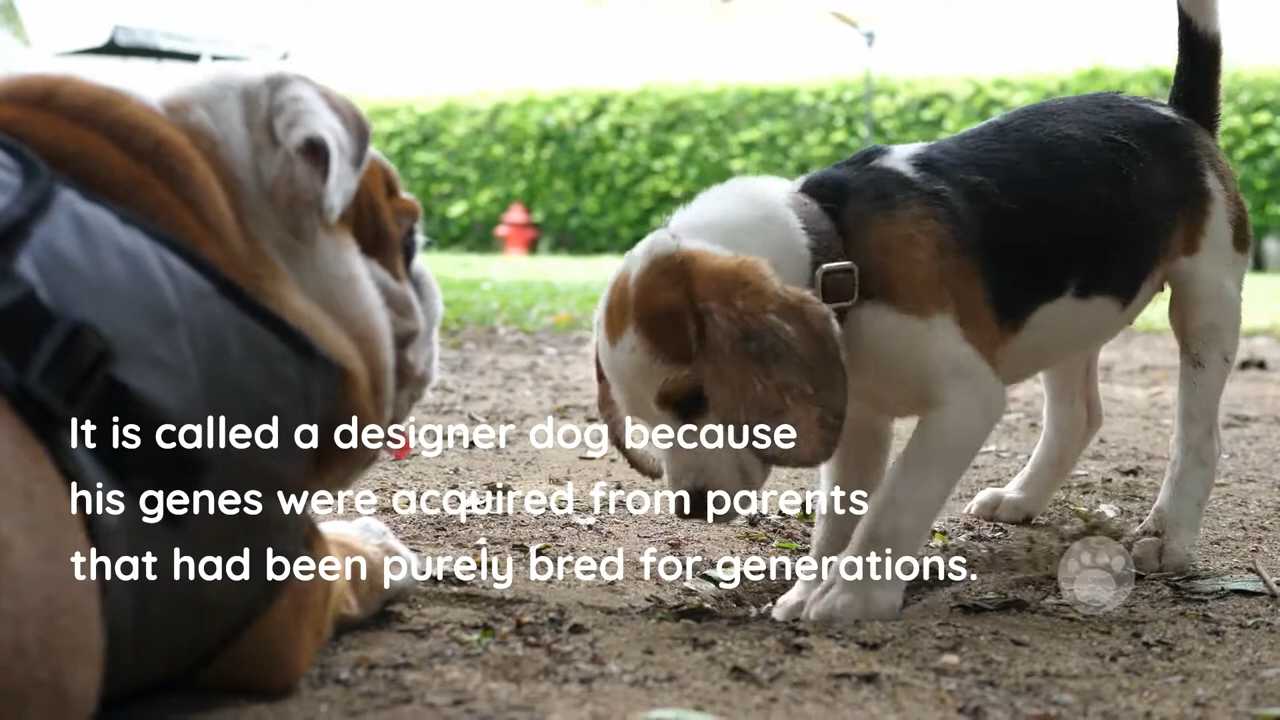 It is called a designer dog because
his genes were acquired from parents
that had been purely bred for generations.